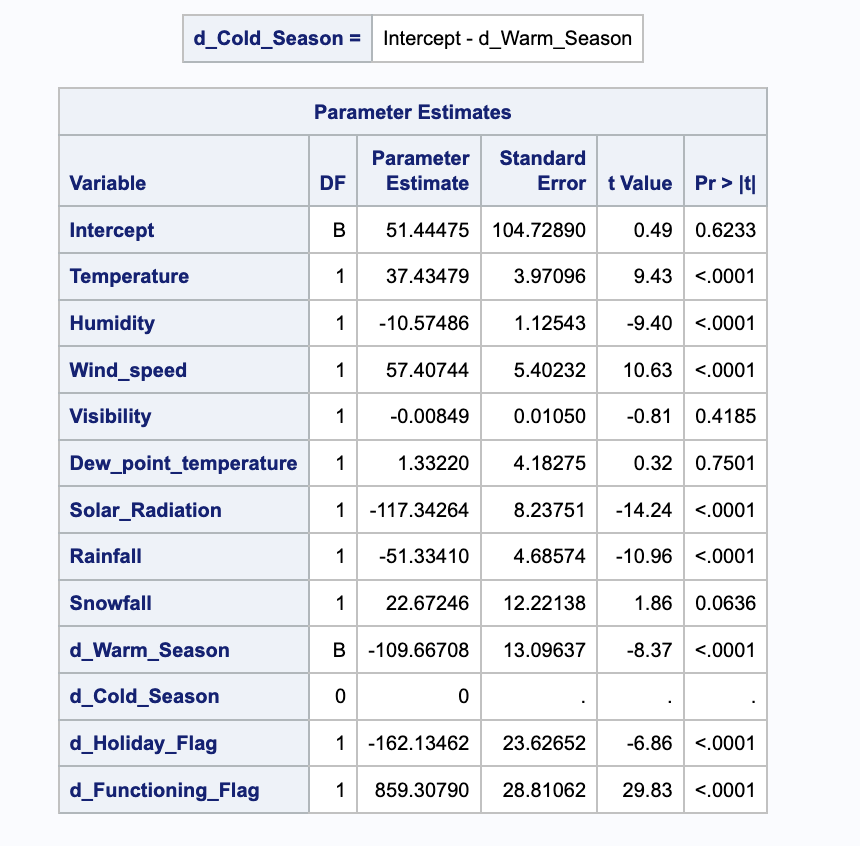 d_Cold_Season = Intercept - d_Warm_Season
Parameter Estimates
Variable DF Parameter Estimate Standard Error t Value Pr > |t|
Intercept B 51.44475 104.72890 0.49 0.6233
Temperature 1 37.43479 3.97096 9.43 <.0001
Humidity 1 -10.57486 1.12543 -9.40 <.0001
Wind_speed 1 57.40744 5.40232 10.63 <.0001
Visibility 1 -0.00849 0.01050 -0.81 0.4185
Dew_point_temperature 1 1.33220 4.18275 0.32 0.7501
Solar_Radiation 1 -117.34264 8.23751 -14.24 <.0001
Rainfall 1 -51.33410 4.68574 -10.96 <.0001
Snowfall 1 22.67246 12.22138 1.86 0.0636
d_Warm_Season B -109.66708 13.09637 -8.37 <.0001
d_Cold_Season 0 0 . . .
d_Holiday_Flag 1 -162.13462 23.62652 -6.86 <.0001
d_Functioning_Flag 1 859.30790 28.81062 29.83 <.0001